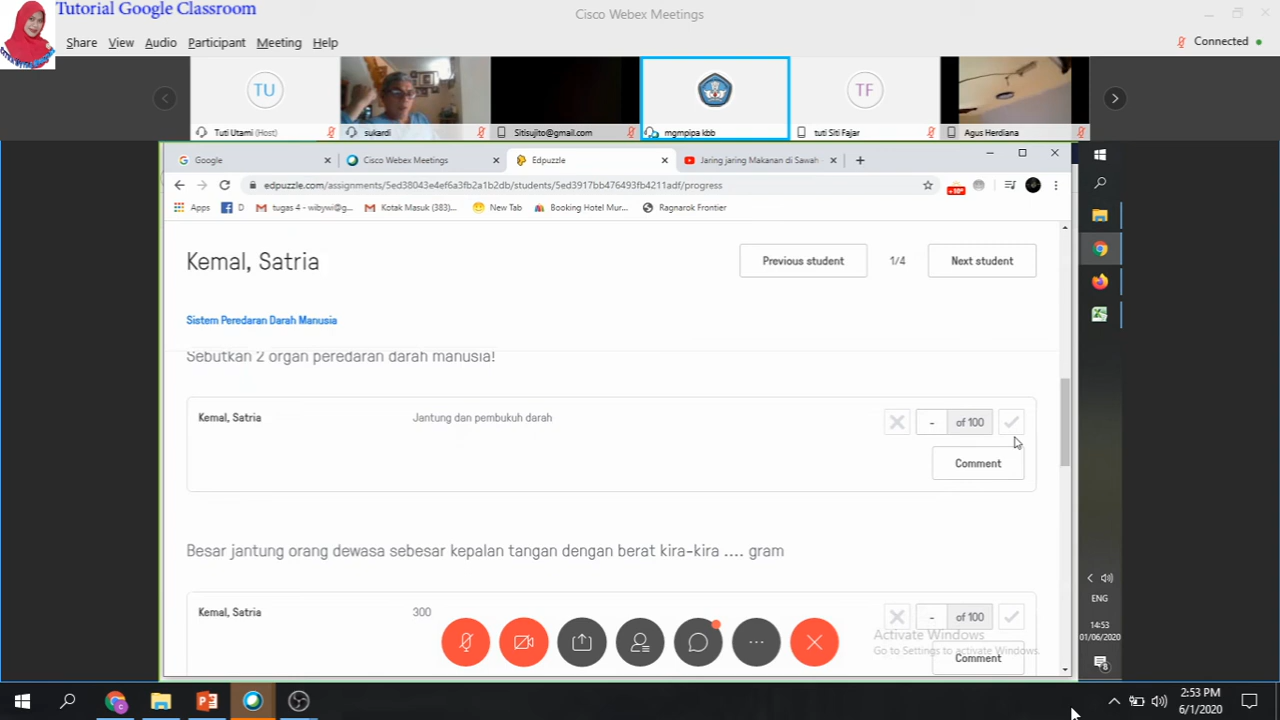 Tutorial Google Classroom
Cisco Webex Meetings
Share View Audio Participant Meeting Help
Connected
TU
TF
Tuti Utami (Host)
sukardi
Sitisujito@gmail.com
mgmpipa kbb
tuti Siti Fajar
Agus Herdiana
Google
Cisco Webex Meetings
Edpuzzle
Jaring jaring Makanan di Sawah -
edpuzzle.com/assignments/5ed38043e4ef6a3fb2a1b2db/students/5ed3917bb476493fb4211adf/progress
Apps
D
tugas 4 - wibywi@g...
Kotak Masuk (383)...
New Tab
Booking Hotel Mur...
Ragnarok Frontier
Kemal, Satria
Previous student
1/4
Next student
Sistem Peredaran Darah Manusia
Sebutkan 2 organ peredaran darah manusia!
Kemal, Satria
Jantung dan pembukuh darah
- of 100
Comment
Besar jantung orang dewasa sebesar kepalan tangan dengan berat kira-kira .... gram
Kemal, Satria
300
- of 100
Comment
Activate Windows
Go to Settings to activate Windows.
ENG
14:53
01/06/2020
8
2:53 PM
6/1/2020